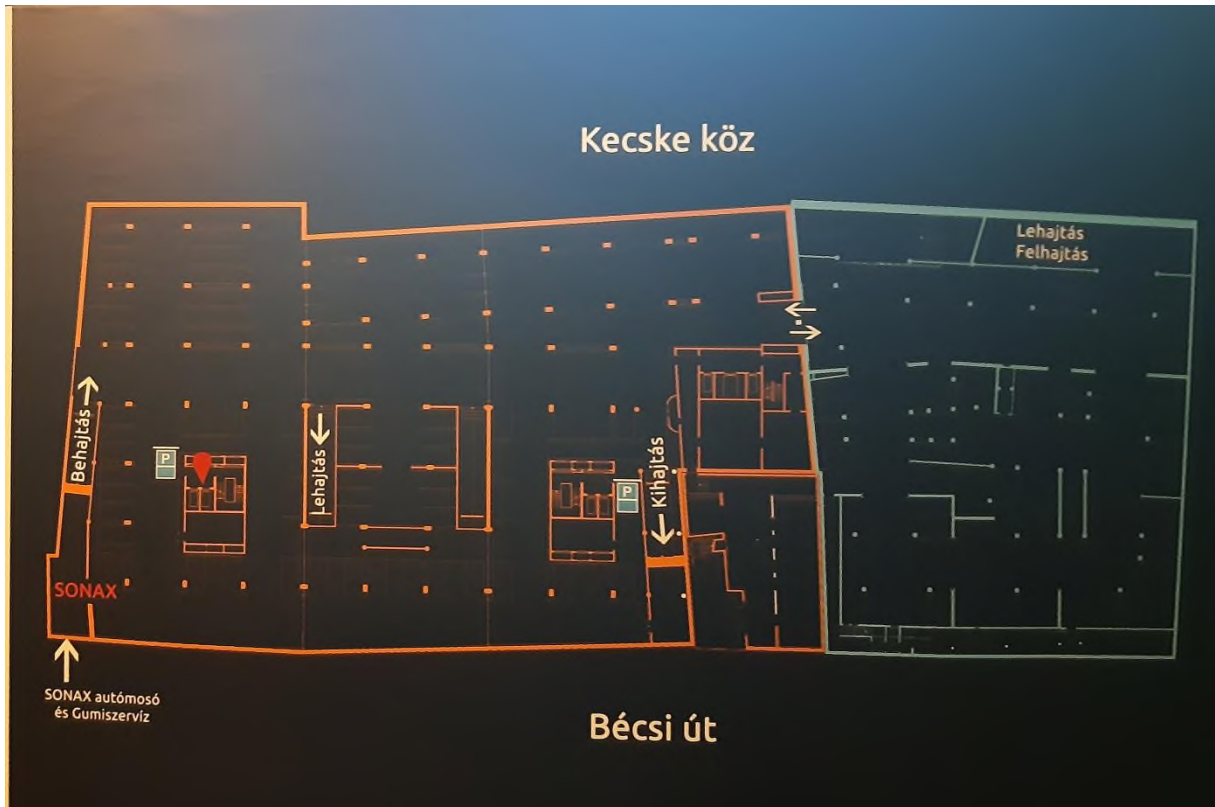 Kecske köz
Lehajtás
Felhajtás
Behajtás
P
Lehajtás
P
Kihajtás
SONAX
SONAX autómosó
és Gumiszervíz
Bécsi út